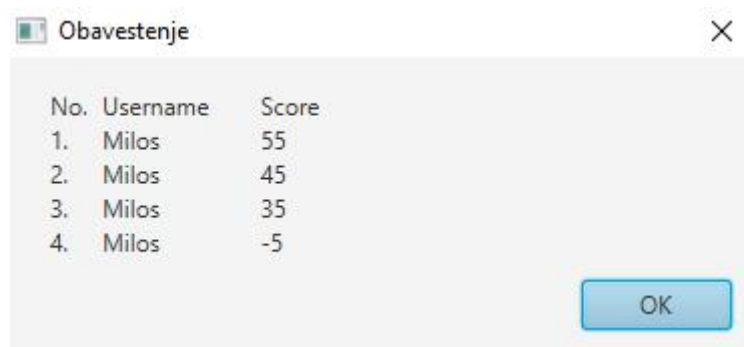 Obavestenje
No. Username Score
1. Milos 55
2. Milos 45
3. Milos 35
4. Milos -5
OK